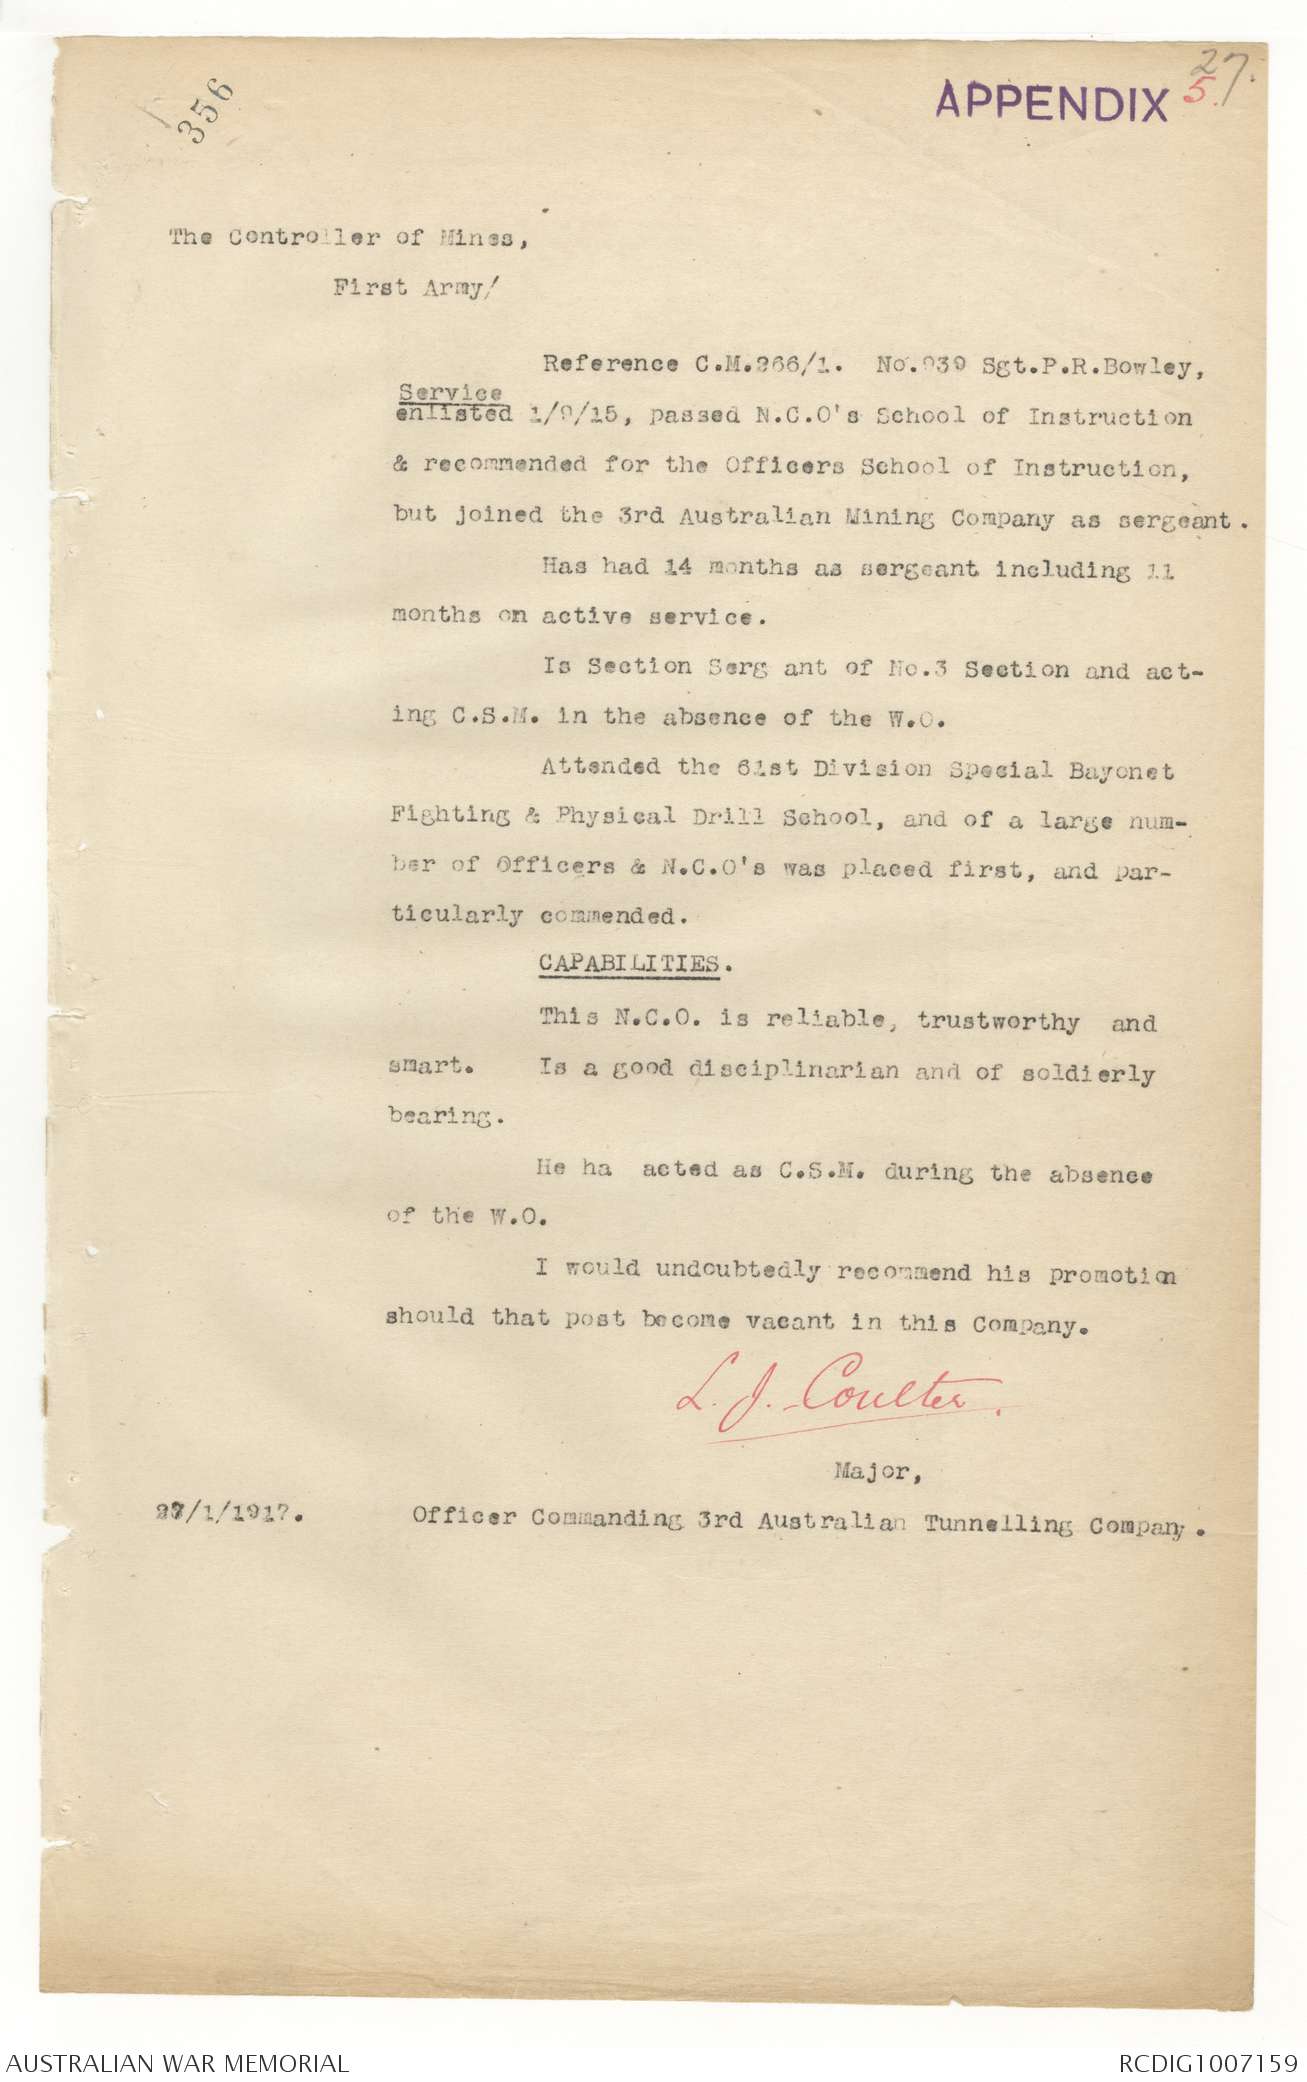 356
APPENDIX 5.
27.
The Controller of Mines,
First Army/
Reference C.M.266/1. No.939 Sgt.P.R.Bowley,
Service
enlisted 1/9/15, passed N.C.O's School of Instruction
& recommended for the Officers School of Instruction,
but joined the 3rd Australian Mining Company as sergeant.
Has had 14 months as sergeant including 11
months on active service.
Is Section Serg ant of No.3 Section and act-
ing C.S.M. in the absence of the W.O.
Attended the 61st Division Special Bayonet
Fighting & Physical Drill School, and of a large num-
ber of Officers & N.C.O's was placed first, and par-
ticularly commended.
CAPABILITIES.
This N.C.O. is reliable, trustworthy and
smart. Is a good disciplinarian and of soldierly
bearing.
He ha acted as C.S.M. during the absence
of the W.O.
I would undoubtedly recommend his promotion
should that post become vacant in this Company.
L. J. Coulter.
Major,
27/1/1917. Officer Commanding 3rd Australian Tunnelling Company.
AUSTRALIAN WAR MEMORIAL
RCDIG1007159